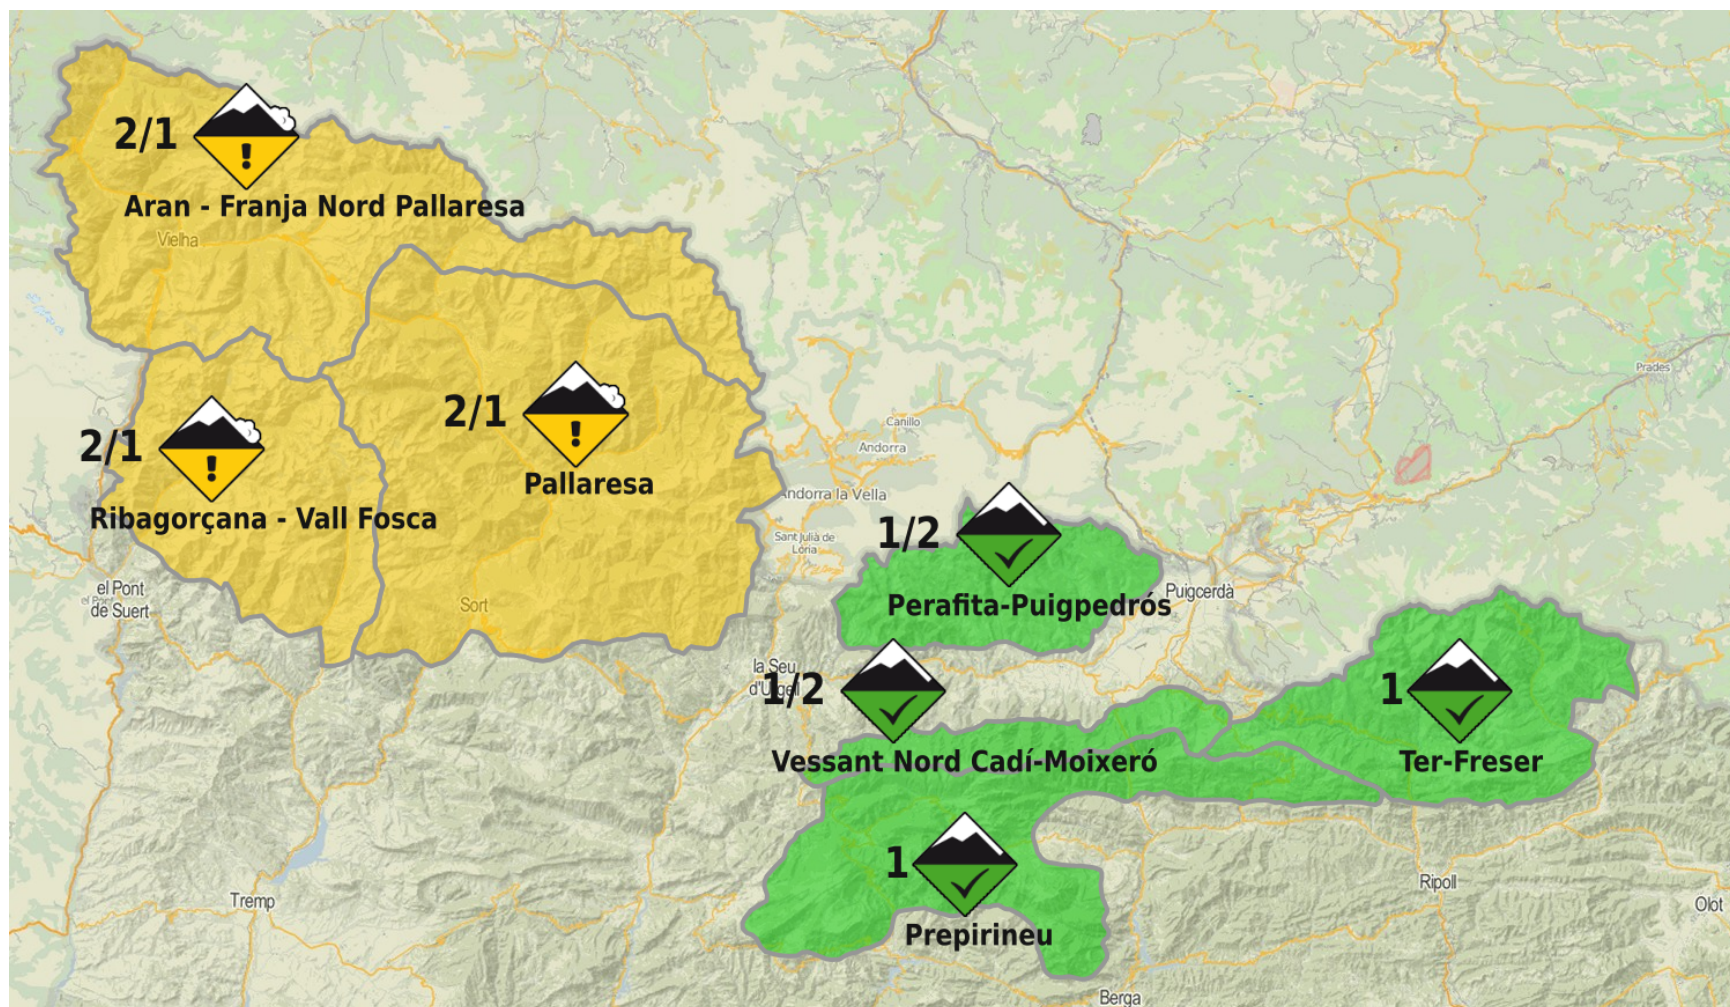 2/1
!
Aran - Franja Nord Pallaresa
Vielha
2/1
!
Pallaresa
2/1
!
Ribagorçana - Vall Fosca
Prades
Canillo
Andorra
Andorra la Vella
Sant Julià de
Lòria
1/2
Perafita-Puigpedrós
Puigcerdà
el Pont
de Suert
Sort
la Seu
d'Urgell
1/2
Vessant Nord Cadí-Moixeró
1
Ter-Freser
1
Prepirineu
Tremp
Ripoll
Olot
Berga